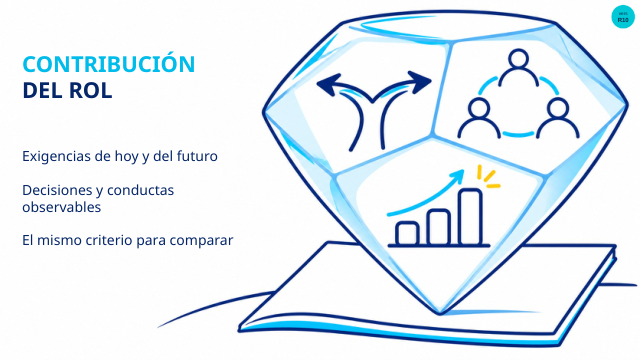 CONTRIBUCIÓN
DEL ROL
Exigencias de hoy y del futuro
Decisiones y conductas
observables
El mismo criterio para comparar
R10